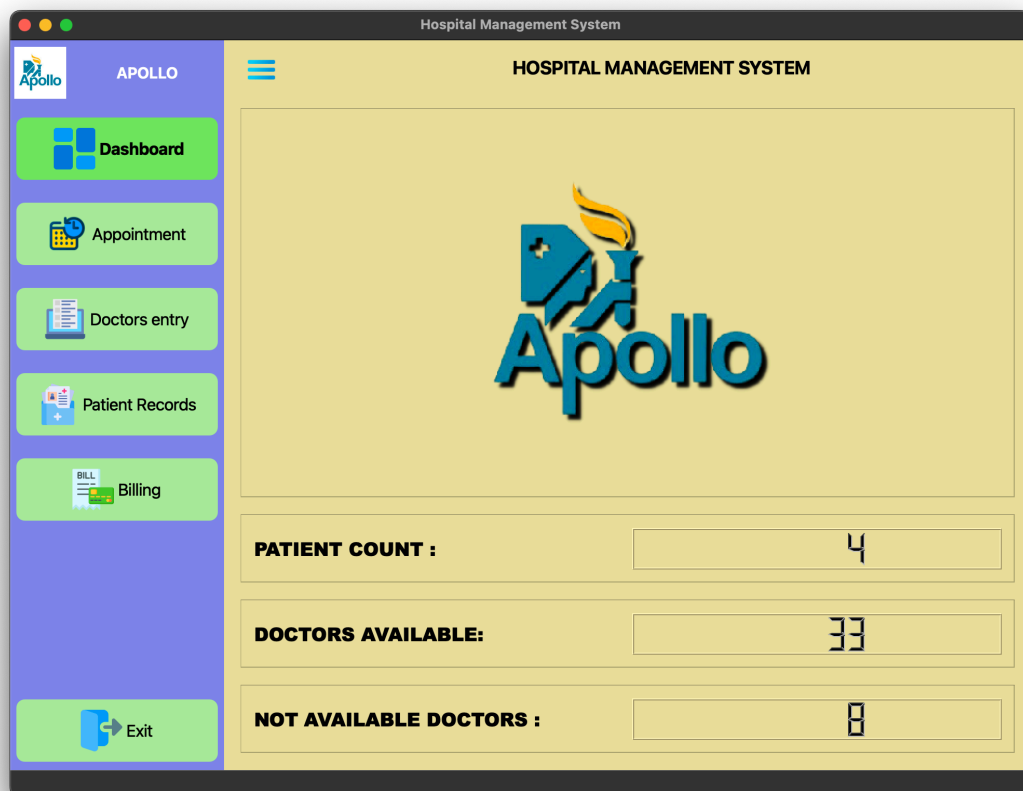 Hospital Management System
Apollo
APOLLO
HOSPITAL MANAGEMENT SYSTEM
Dashboard
Appointment
Doctors entry
Patient Records
BILL
Billing
Exit
Apollo
PATIENT COUNT :
4
DOCTORS AVAILABLE:
33
NOT AVAILABLE DOCTORS :
8